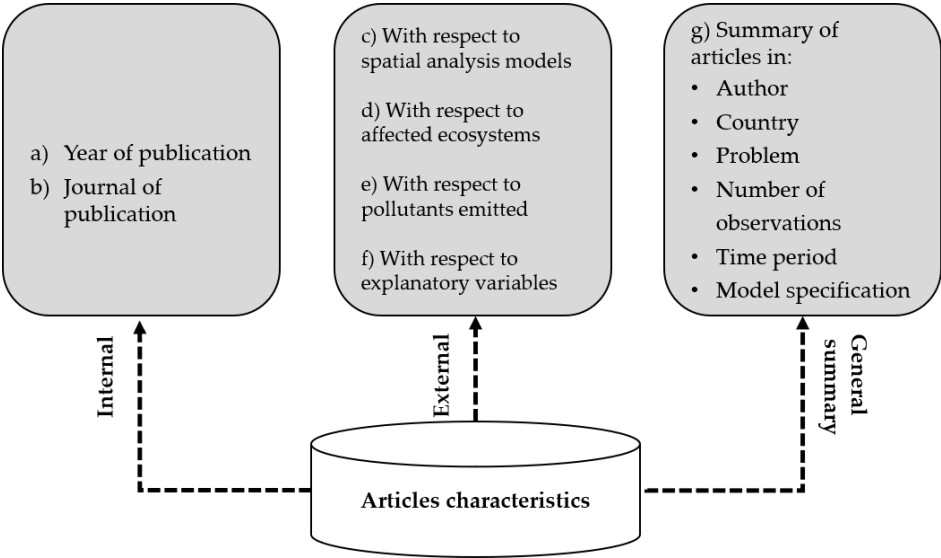 a) Year of publication
b) Journal of
publication
c) With respect to
spatial analysis models
d) With respect to
affected ecosystems
e) With respect to
pollutants emitted
f) With respect to
explanatory variables
g) Summary of
articles in:
• Author
• Country
• Problem
• Number of
observations
• Time period
• Model specification
Internal
External
General
summary
Articles characteristics